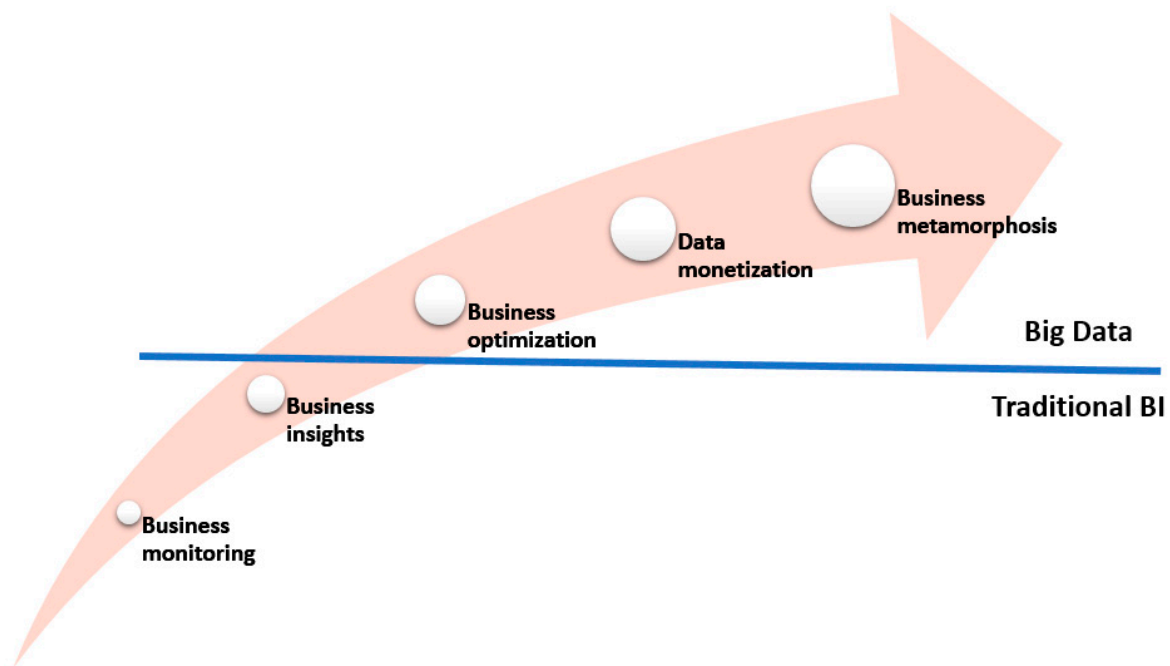 Business
metamorphosis
Data
monetization
Business
optimization
Big Data
Traditional BI
Business
insights
Business
monitoring